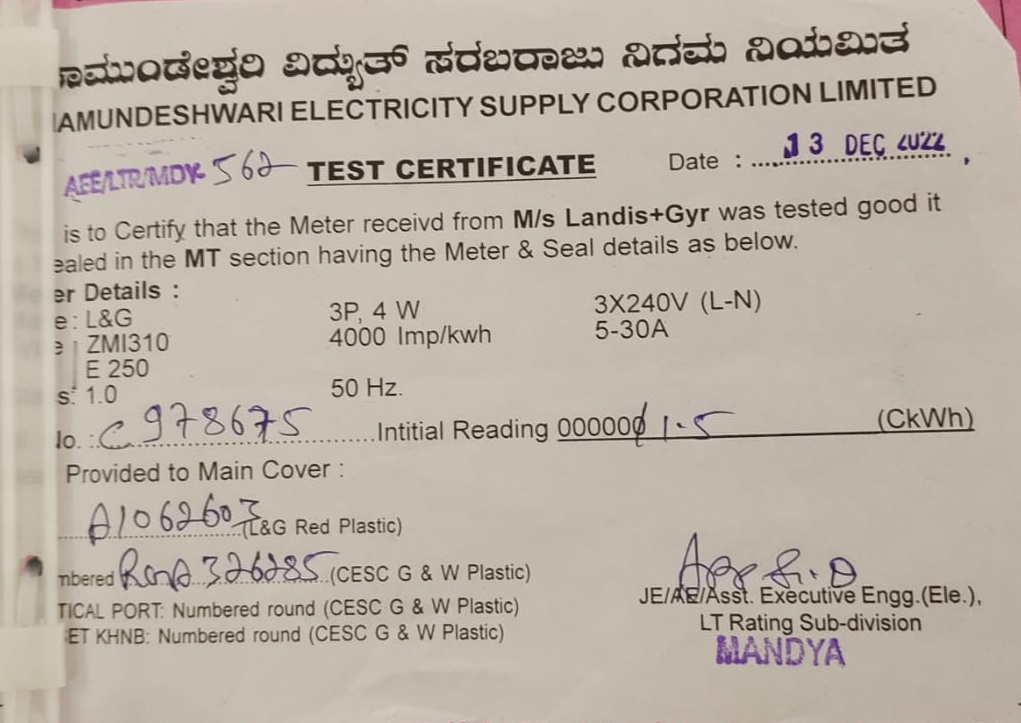 ಾಮುಂಡೇಶ್ವರಿ ವಿದ್ಯುತ್ ಸರಬರಾಜು ನಿಗಮ ನಿಯಮಿತ
AMUNDESHWARI ELECTRICITY SUPPLY CORPORATION LIMITED
AEE/LTR/MDY 562 TEST CERTIFICATE Date : 13 DEC 2022
is to Certify that the Meter receivd from M/s Landis+Gyr was tested good it
ealed in the MT section having the Meter & Seal details as below.
er Details :
e : L&G 3P, 4 W 3X240V (L-N)
e : ZMI310 4000 Imp/kwh 5-30A
E 250
s: 1.0 50 Hz.
No. : C978675 Intitial Reading 000000 1.5 (CkWh)
Provided to Main Cover :
A1062603 (L&G Red Plastic)
mbered 326285 (CESC G & W Plastic)
TICAL PORT: Numbered round (CESC G & W Plastic)
ET KHNB: Numbered round (CESC G & W Plastic)
JE/AE/Asst. Executive Engg.(Ele.),
LT Rating Sub-division
MANDYA